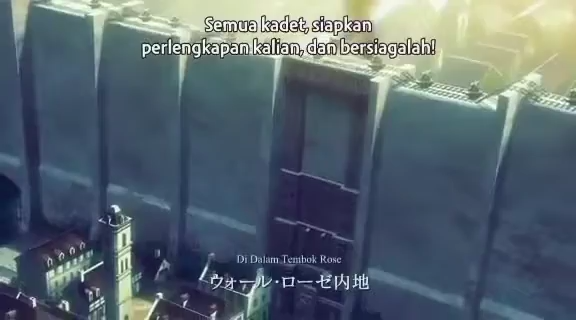 Semua kadet, siapkan
perlengkapan kalian, dan bersiagalah!
Di Dalam Tembok Rose
ウォール・ローゼ内地